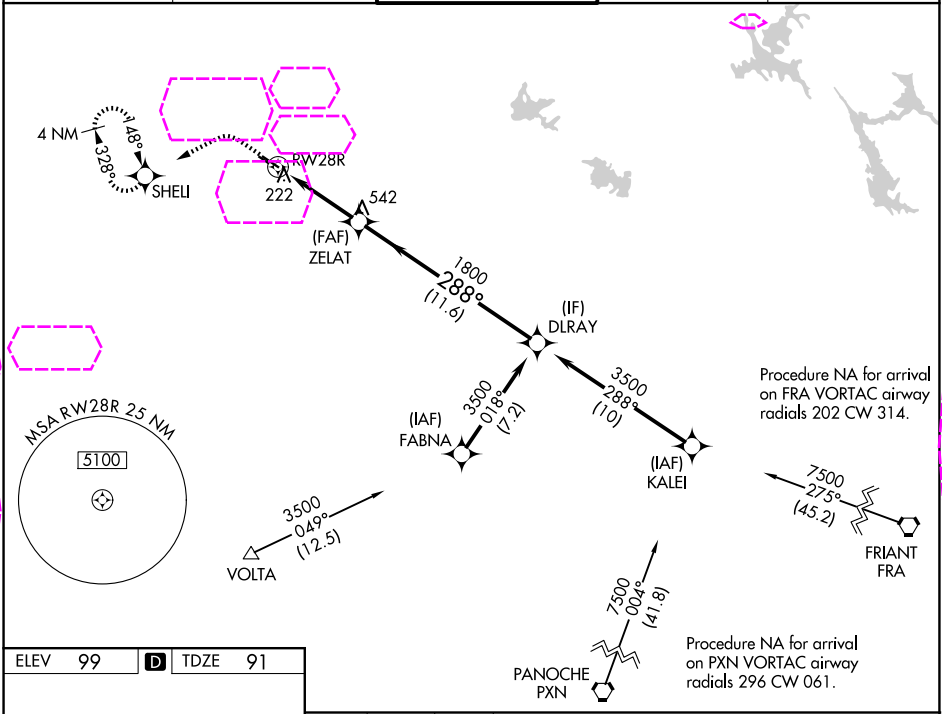 4 NM
48°
328°
SHELI
RW28R
222
542
(FAF)
ZELAT
1800
288°
(11.6)
(IF)
DLRAY
3500
288°
(10)
Procedure NA for arrival
on FRA VORTAC airway
radials 202 CW 314.
MSA RW28R 25 NM
5100
(IAF)
FABNA
3500
018°
(7.2)
(IAF)
KALEI
3500
049°
(12.5)
VOLTA
7500
275°
(45.2)
FRIANT
FRA
7500
004°
(41.8)
PANOCHE
PXN
Procedure NA for arrival
on PXN VORTAC airway
radials 296 CW 061.
ELEV 99 D TDZE 91